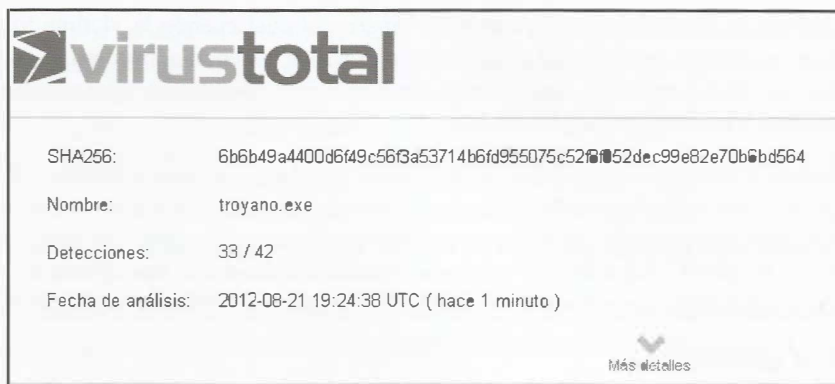 virustotal
SHA256:
Nombre: troyano.exe
Detecciones: 33 / 42
Fecha de análisis: 2012-08-21 19:24:38 UTC ( hace 1 minuto )
Más detalles